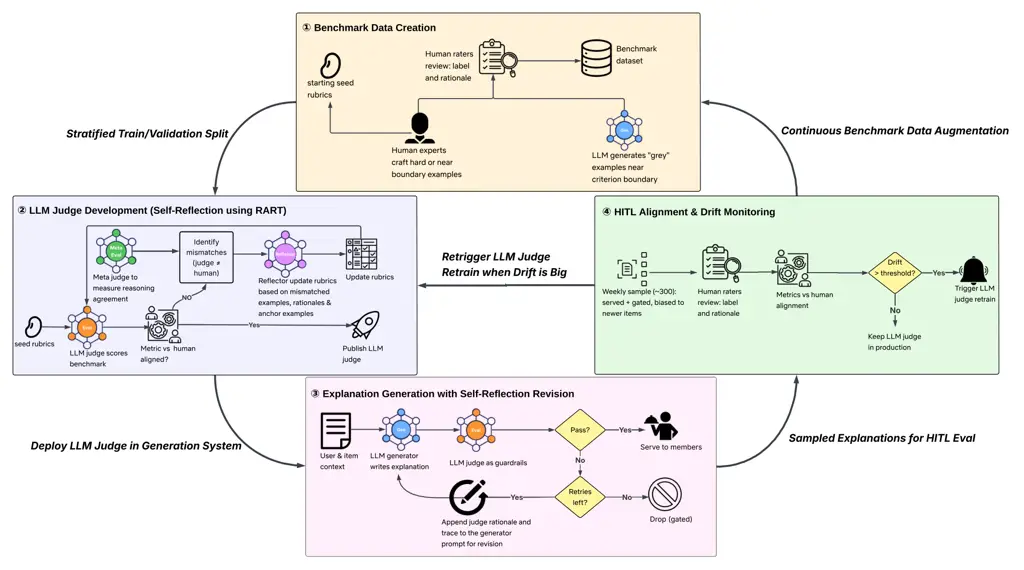 ① Benchmark Data Creation
starting seed
rubrics
Human raters
review: label
and rationale
Benchmark
dataset
Human experts
craft hard or near
boundary examples
Gen
LLM generates "grey"
examples near
criterion boundary
Stratified Train/Validation Split
Continuous Benchmark Data Augmentation
② LLM Judge Development (Self-Reflection using RART)
Meta
Eval
Meta judge to
measure reasoning
agreement
Identify
mismatches
(judge ≠
human)
Reflector update rubrics
based on mismatched
examples, rationales &
anchor examples
Update rubrics
NO
seed rubrics
Eval
LLM judge scores
benchmark
Metric vs human
aligned?
Yes
Publish LLM
judge
Retrigger LLM Judge
Retrain when Drift is Big
④ HITL Alignment & Drift Monitoring
Weekly sample (~300):
served + gated, biased to
newer items
Human raters
review: label
and rationale
Metrics vs human
alignment
Drift
> threshold?
Yes
Trigger LLM
judge retrain
No
Keep LLM judge
in production
Deploy LLM Judge in Generation System
Sampled Explanations for HITL Eval
③ Explanation Generation with Self-Reflection Revision
User & item
context
Gen
LLM generator
writes explanation
Eval
LLM judge as guardrails
Pass?
Yes
Serve to members
No
Retries
left?
Yes
No
Drop (gated)
Append judge rationale and
trace to the generator
prompt for revision